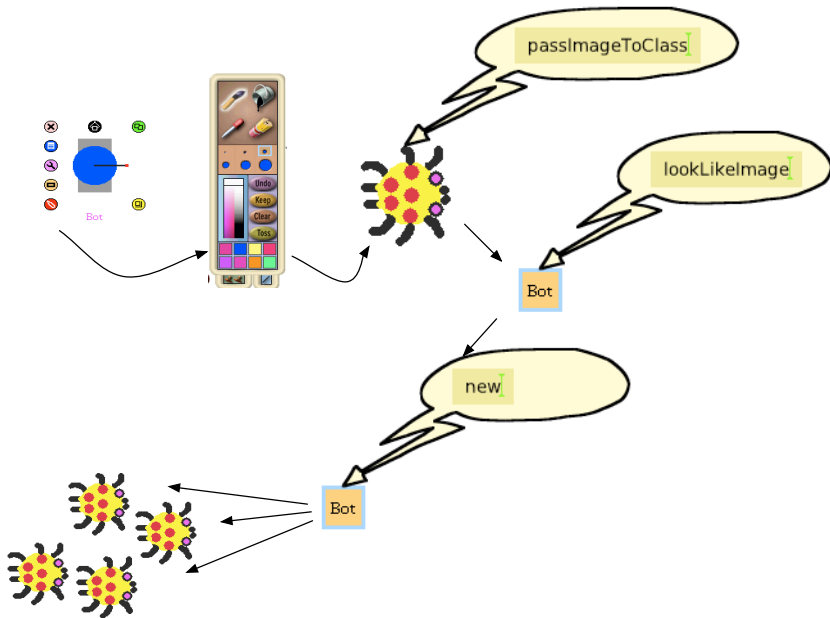 passImageToClass
lookLikeImage
Bot
Undo
Keep
Clear
Toss
Bot
new
Bot